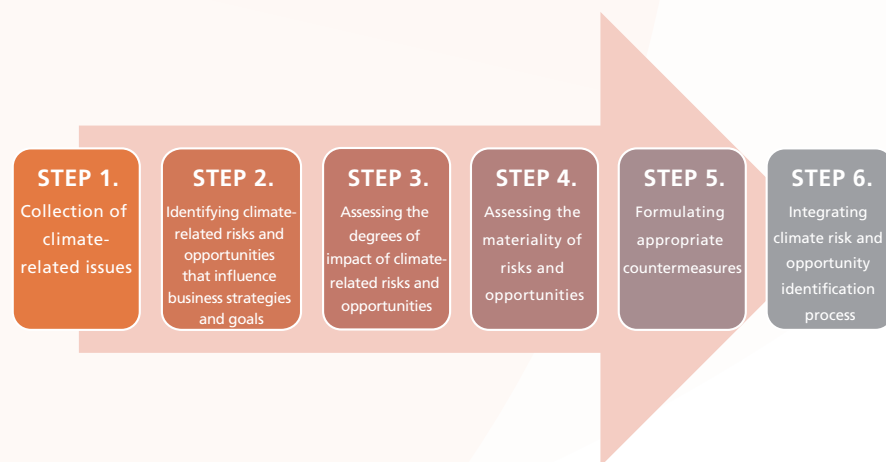 STEP 1.
Collection of
climate-
related issues
STEP 2.
Identifying climate-
related risks and
opportunities
that influence
business strategies
and goals
STEP 3.
Assessing the
degrees of
impact of climate-
related risks and
opportunities
STEP 4.
Assessing the
materiality of
risks and
opportunities
STEP 5.
Formulating
appropriate
countermeasures
STEP 6.
Integrating
climate risk and
opportunity
identification
process